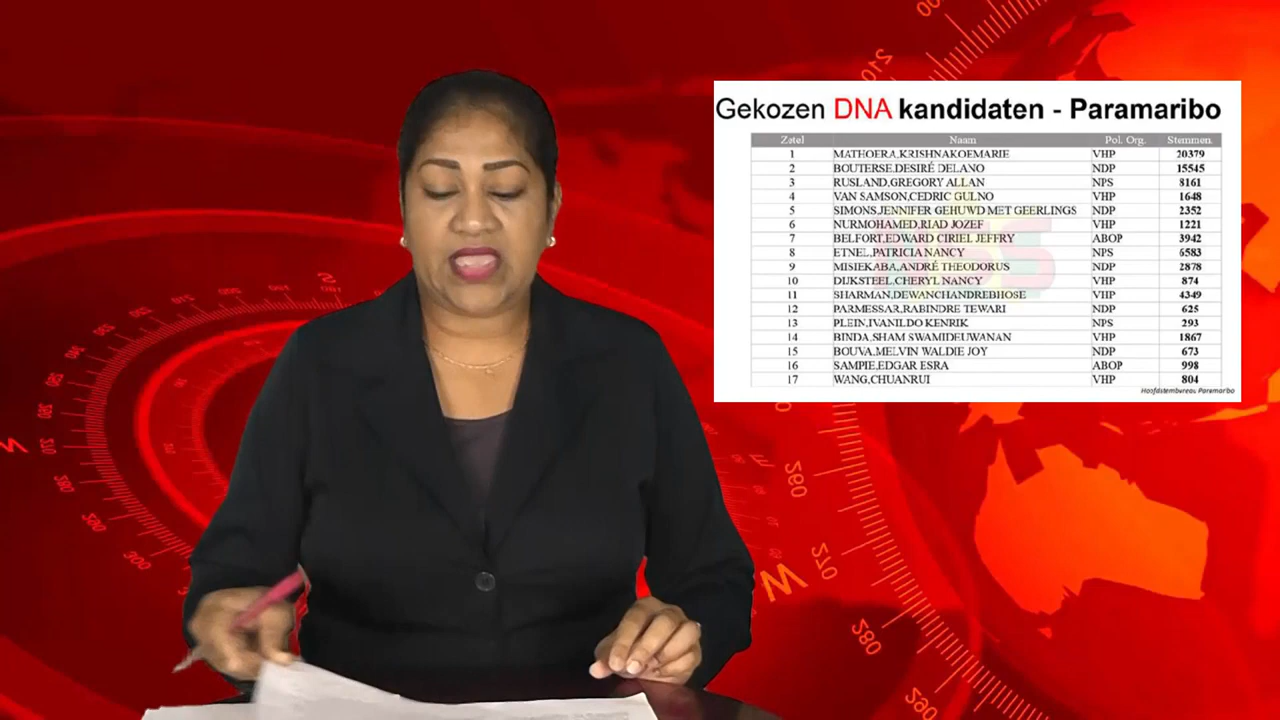 Gekozen DNA kandidaten - Paramaribo
Zetel Naam Pol. Org. Stemmen
1 MATHOERA,KRISHNAKOEMARIE VHP 20379
2 BOUTERSE,DESIRÉ DELANO NDP 15545
3 RUSLAND,GREGORY ALLAN NPS 8161
4 VAN SAMSON,CEDRIC GULNO VHP 1648
5 SIMONS,JENNIFER GEHUWD MET GEERLINGS NDP 2352
6 NURMOHAMED,RIAD JOZEF VHP 1221
7 BELFORT,EDWARD CIRIEL JEFFRY ABOP 3942
8 ETNEL,PATRICIA NANCY NPS 6583
9 MISIEKABA,ANDRÉ THEODORUS NDP 2878
10 DIJKSTEEL,CHERYL NANCY VHP 874
11 SHARMAN,DEWANCHANDREBHOSE VHP 4349
12 PARMESSAR,RABINDRE TEWARI NDP 625
13 PLEIN,IVANILDO KENRIK NPS 293
14 BINDA,SHAM SWAMIDEUWANAN VHP 1867
15 BOUVA,MELVIN WALDIE JOY NDP 673
16 SAMPIE,EDGAR ESRA ABOP 998
17 WANG,CHUANRUI VHP 804
Hoofdstembureau Paramaribo
210
260
270
280
290
W